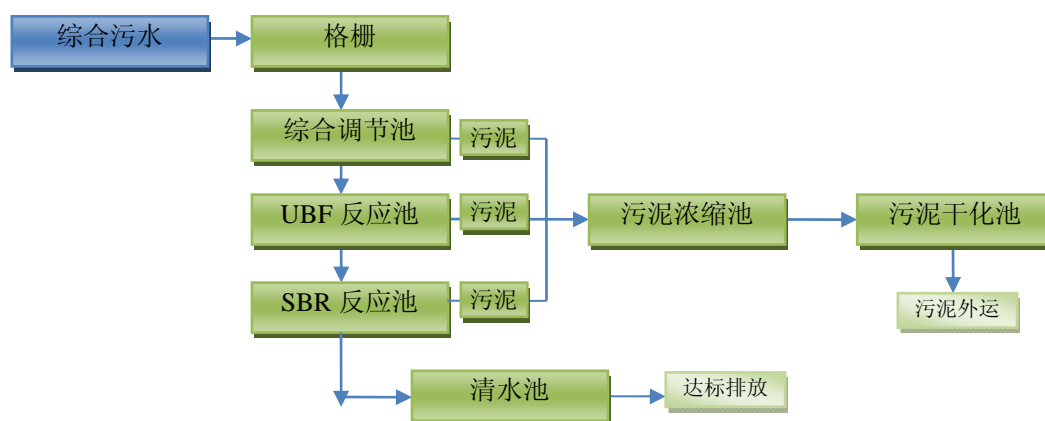 综合污水
格栅
综合调节池
污泥
UBF 反应池
污泥
污泥浓缩池
污泥干化池
SBR 反应池
污泥
污泥外运
清水池
达标排放